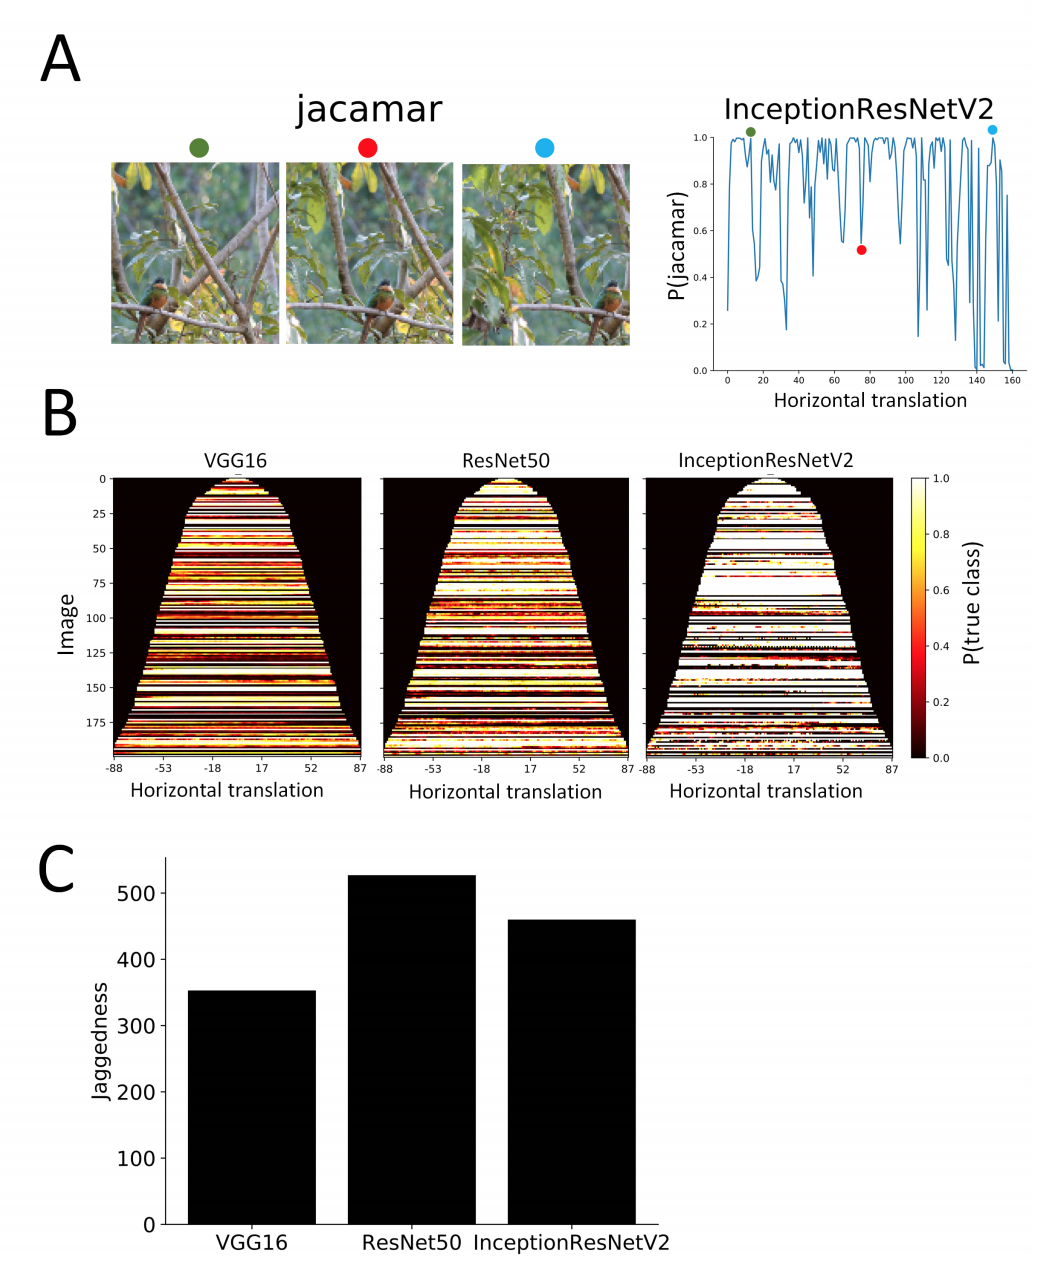 A
jacamar
InceptionResNetV2
P(jacamar)
1.0
0.8
0.6
0.4
0.2
0.0
0 20 40 60 80 100 120 140 160
Horizontal translation
B
VGG16 ResNet50 InceptionResNetV2
Image
0
25
50
75
100
125
150
175
-88 -53 -18 17 52 87
-88 -53 -18 17 52 87
-88 -53 -18 17 52 87
Horizontal translation Horizontal translation Horizontal translation
1.0
0.8
0.6
0.4
0.2
0.0
P(true class)
C
Jaggedness
500
400
300
200
100
0
VGG16 ResNet50 InceptionResNetV2